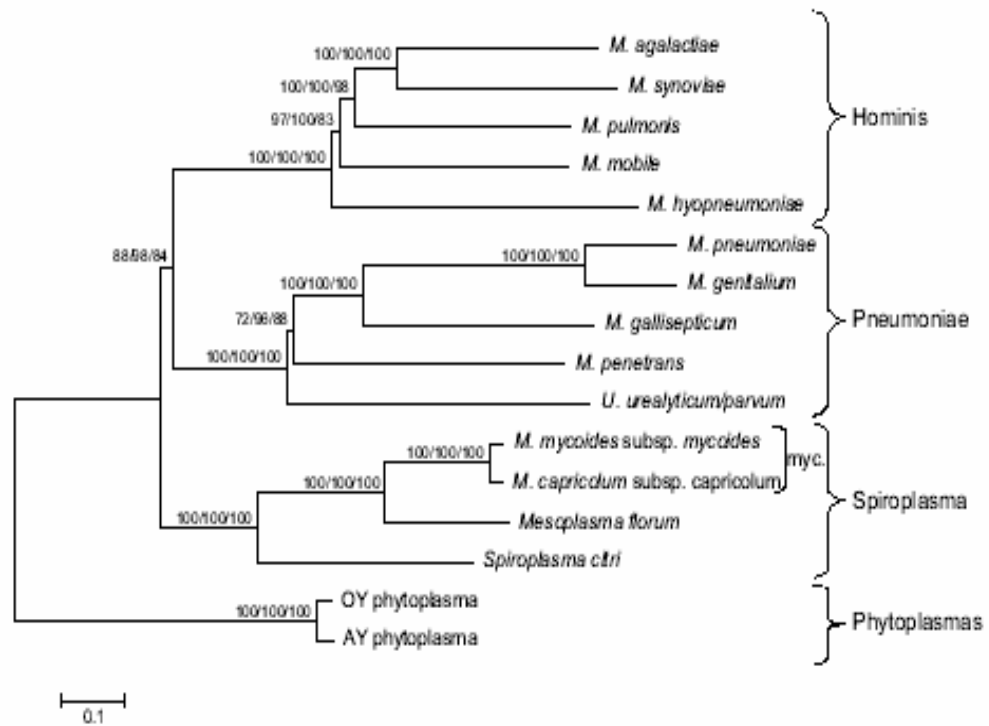 100/100/100
M. agalactiae
M. synoviae
100/100/98
M. pulmonis
97/100/83
M. mobile
100/100/100
M. hyopneumoniae
Hominis
88/98/84
M. pneumoniae
100/100/100
M. genitalium
100/100/100
M. gallisepticum
72/98/88
M. penetrans
100/100/100
U. urealyticum/parvum
Pneumoniae
M. mycoides subsp. mycoides
100/100/100
M. capricolum subsp. capricolum
myc.
100/100/100
Mesoplasma florum
100/100/100
Spiroplasma citri
Spiroplasma
OY phytoplasma
100/100/100
AY phytoplasma
Phytoplasmas
0.1